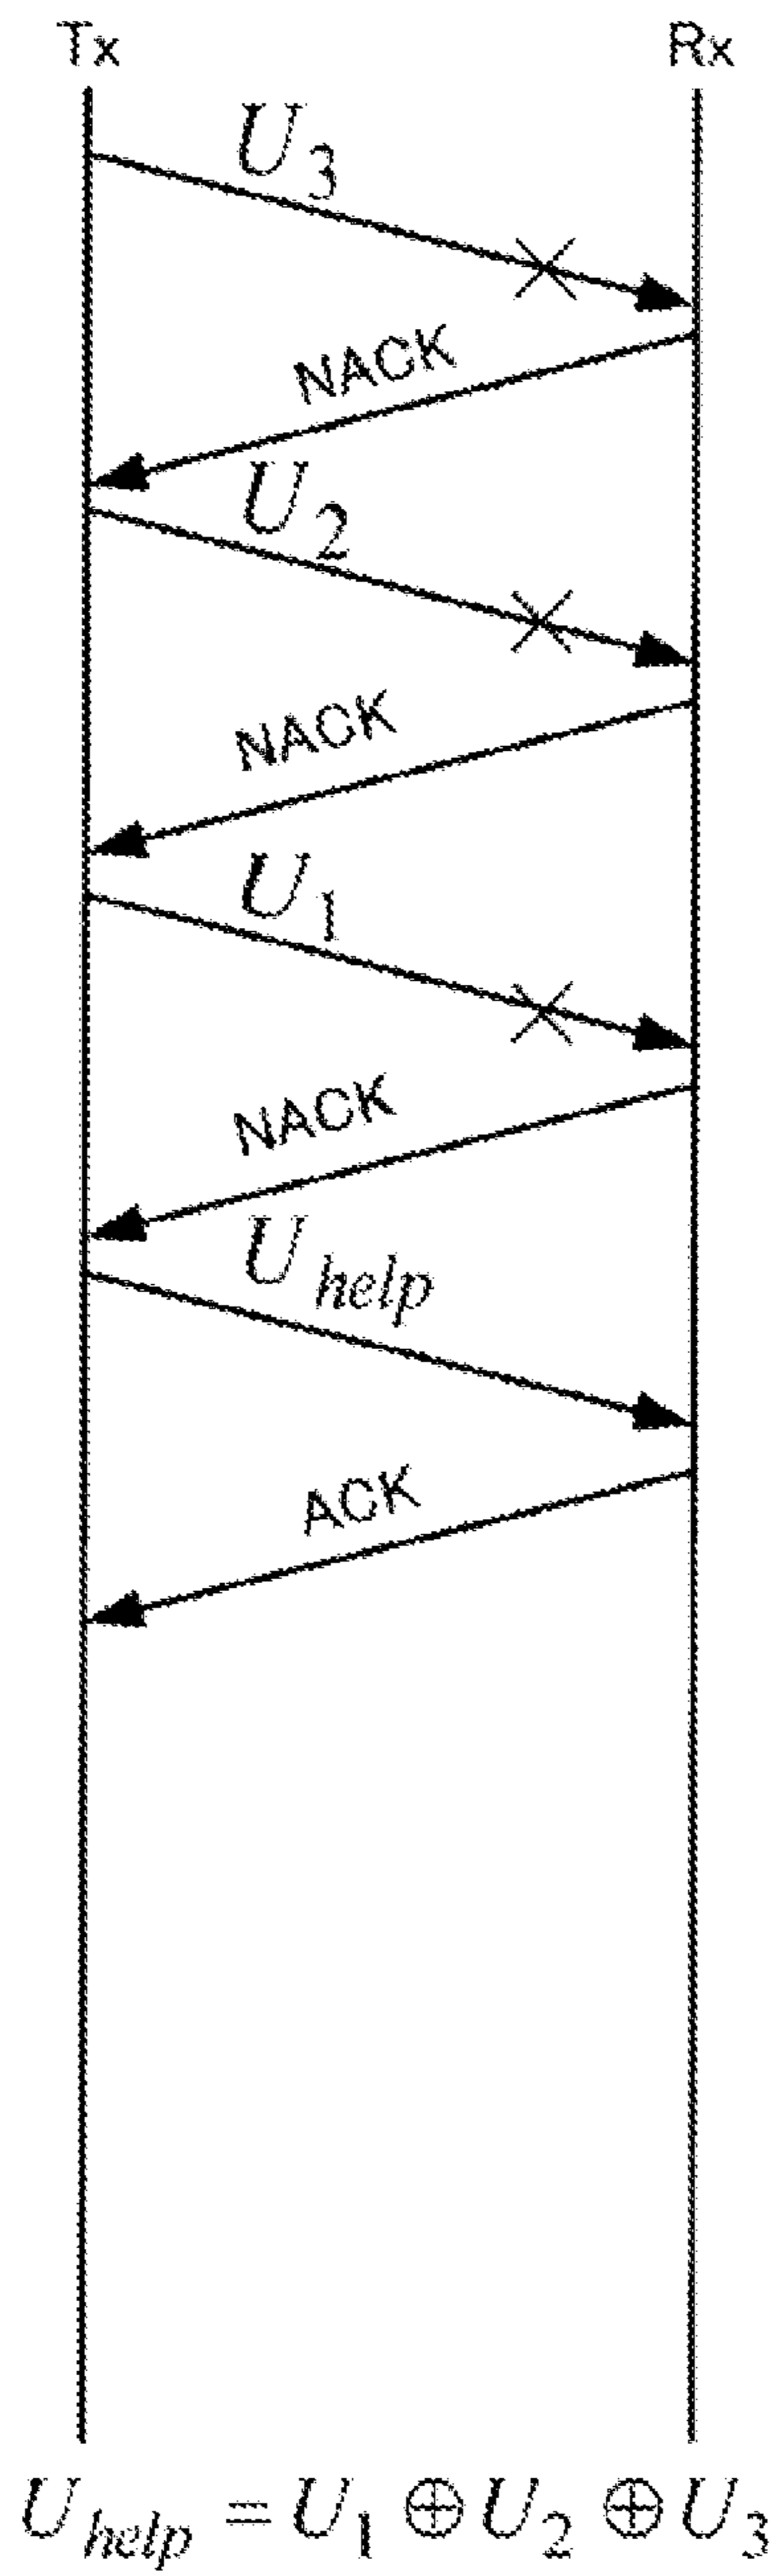 Tx Rx
U₃
NACK
U₂
NACK
U₁
NACK
U help
ACK
U help = U₁ ⊕ U₂ ⊕ U₃